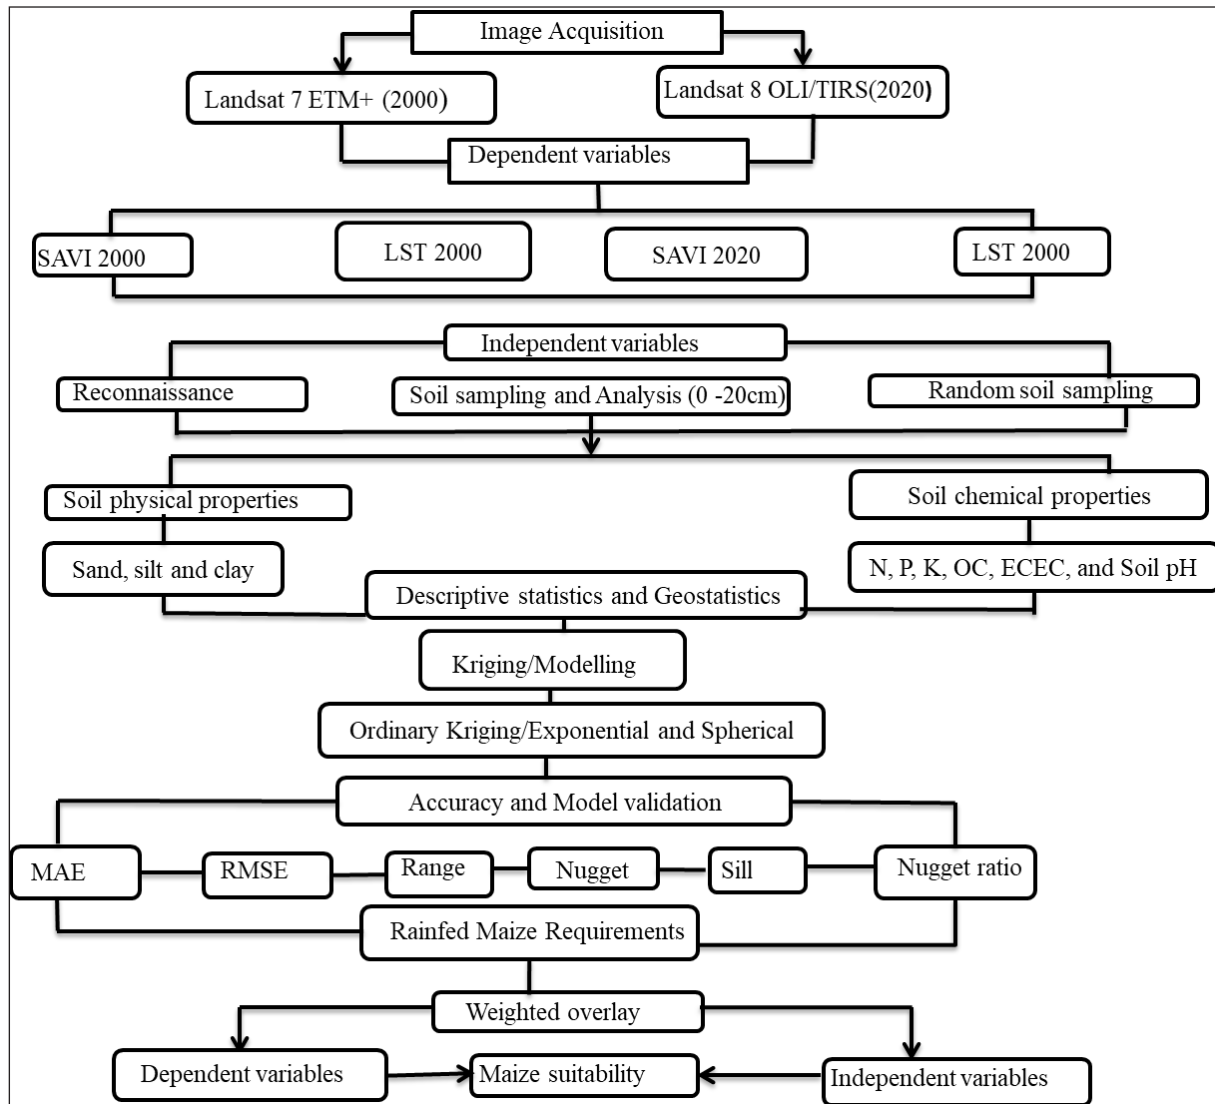 Image Acquisition
Landsat 7 ETM+ (2000)
Landsat 8 OLI/TIRS(2020)
Dependent variables
SAVI 2000
LST 2000
SAVI 2020
LST 2000
Independent variables
Reconnaissance
Soil sampling and Analysis (0 -20cm)
Random soil sampling
Soil physical properties
Soil chemical properties
Sand, silt and clay
N, P, K, OC, ECEC, and Soil pH
Descriptive statistics and Geostatistics
Kriging/Modelling
Ordinary Kriging/Exponential and Spherical
Accuracy and Model validation
MAE
RMSE
Range
Nugget
Sill
Nugget ratio
Rainfed Maize Requirements
Weighted overlay
Dependent variables
Maize suitability
Independent variables